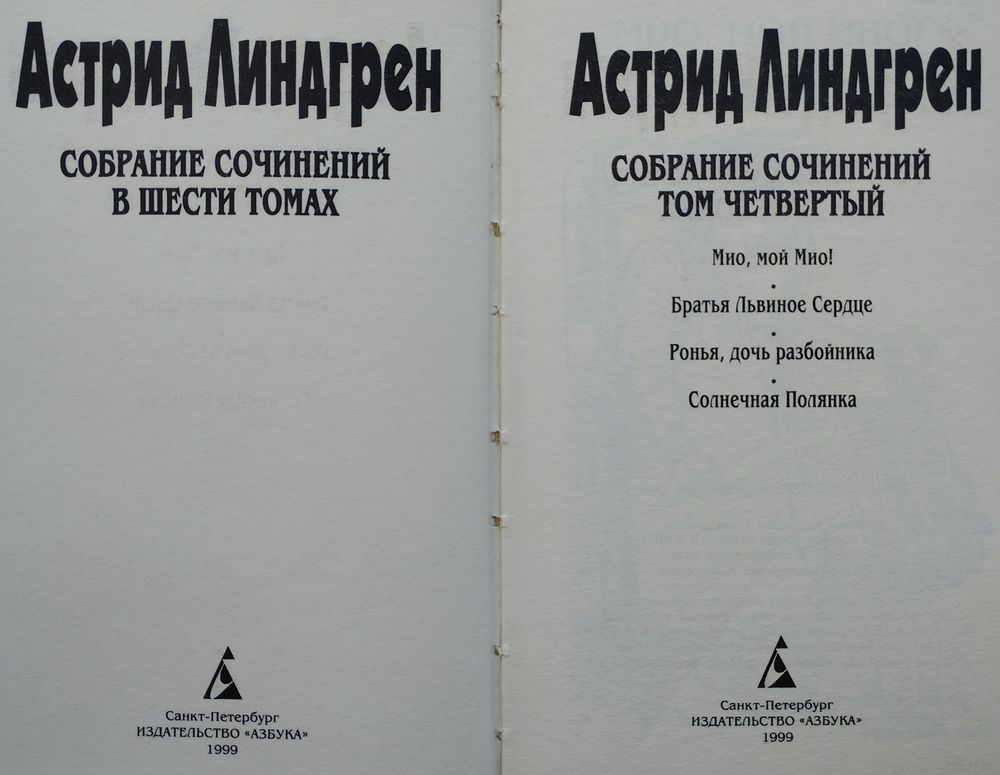 Астрид Линдгрен
СОБРАНИЕ СОЧИНЕНИЙ
В ШЕСТИ ТОМАХ
Санкт-Петербург
ИЗДАТЕЛЬСТВО «АЗБУКА»
1999
Астрид Линдгрен
СОБРАНИЕ СОЧИНЕНИЙ
ТОМ ЧЕТВЕРТЫЙ
Мио, мой Мио!
•
Братья Львиное Сердце
•
Ронья, дочь разбойника
•
Солнечная Полянка
Санкт-Петербург
ИЗДАТЕЛЬСТВО «АЗБУКА»
1999